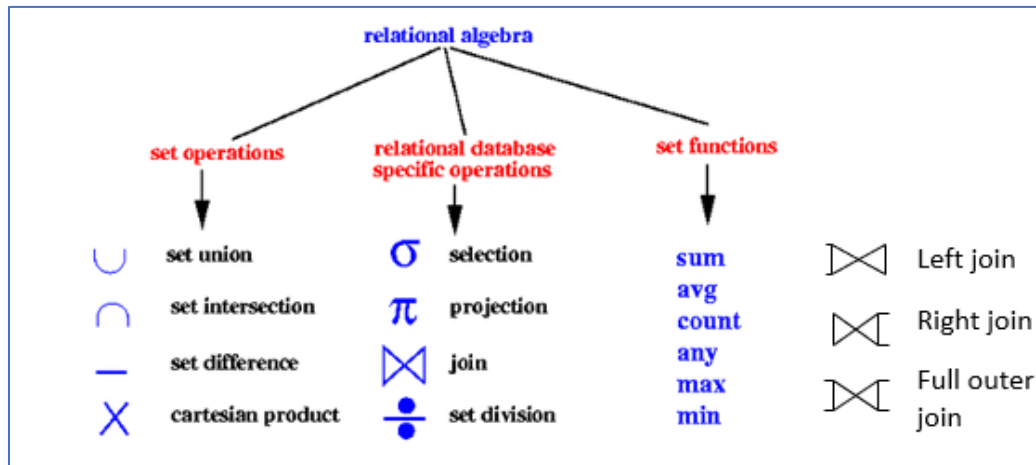 relational algebra
set operations
relational database
specific operations
set functions
∪ set union
∩ set intersection
− set difference
× cartesian product
σ selection
π projection
⋈ join
÷ set division
sum
avg
count
any
max
min
⟕ Left join
⟖ Right join
⟗ Full outer
join